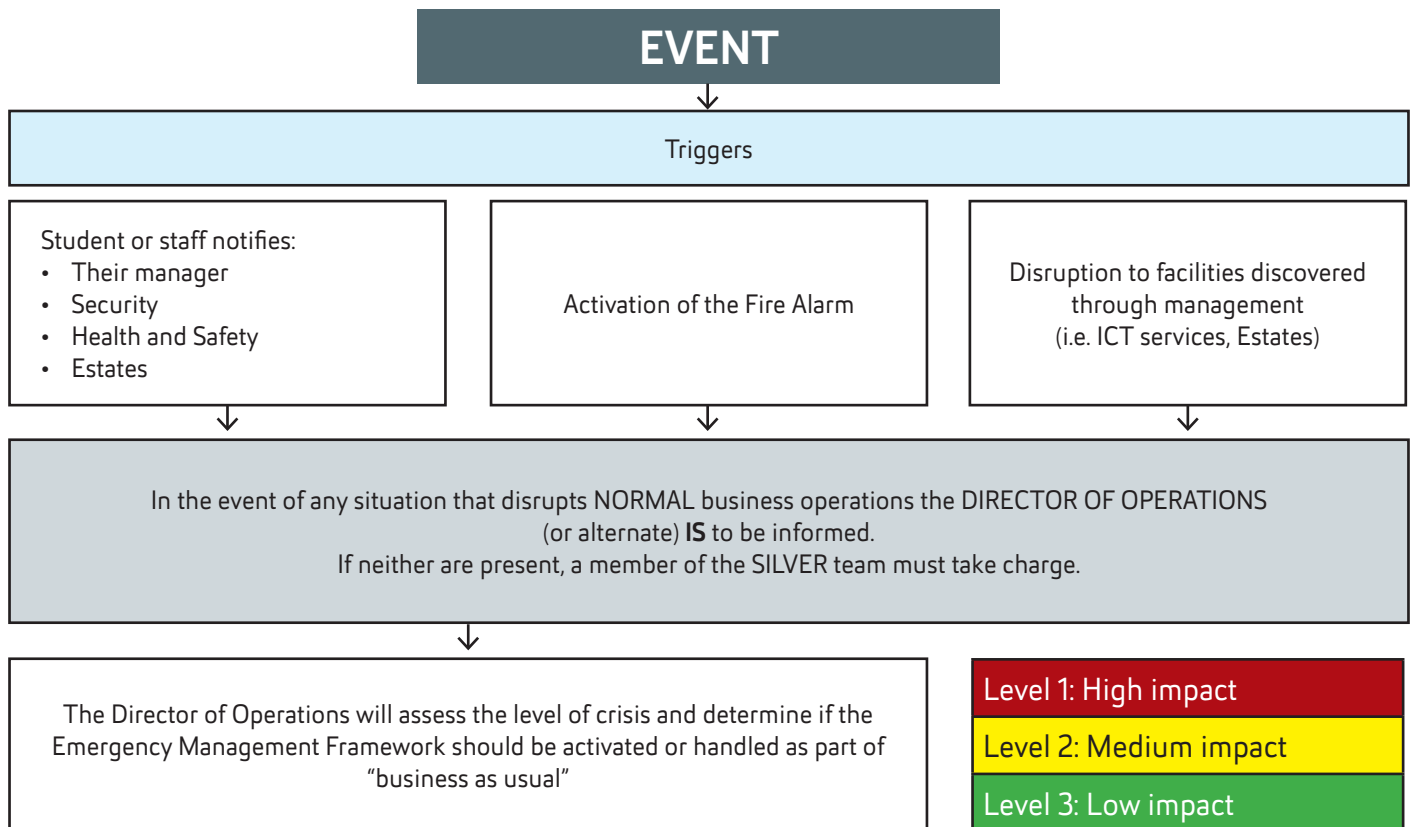 EVENT
Triggers
Student or staff notifies:
• Their manager
• Security
• Health and Safety
• Estates
Activation of the Fire Alarm
Disruption to facilities discovered
through management
(i.e. ICT services, Estates)
In the event of any situation that disrupts NORMAL business operations the DIRECTOR OF OPERATIONS
(or alternate) IS to be informed.
If neither are present, a member of the SILVER team must take charge.
The Director of Operations will assess the level of crisis and determine if the
Emergency Management Framework should be activated or handled as part of
“business as usual”
Level 1: High impact
Level 2: Medium impact
Level 3: Low impact